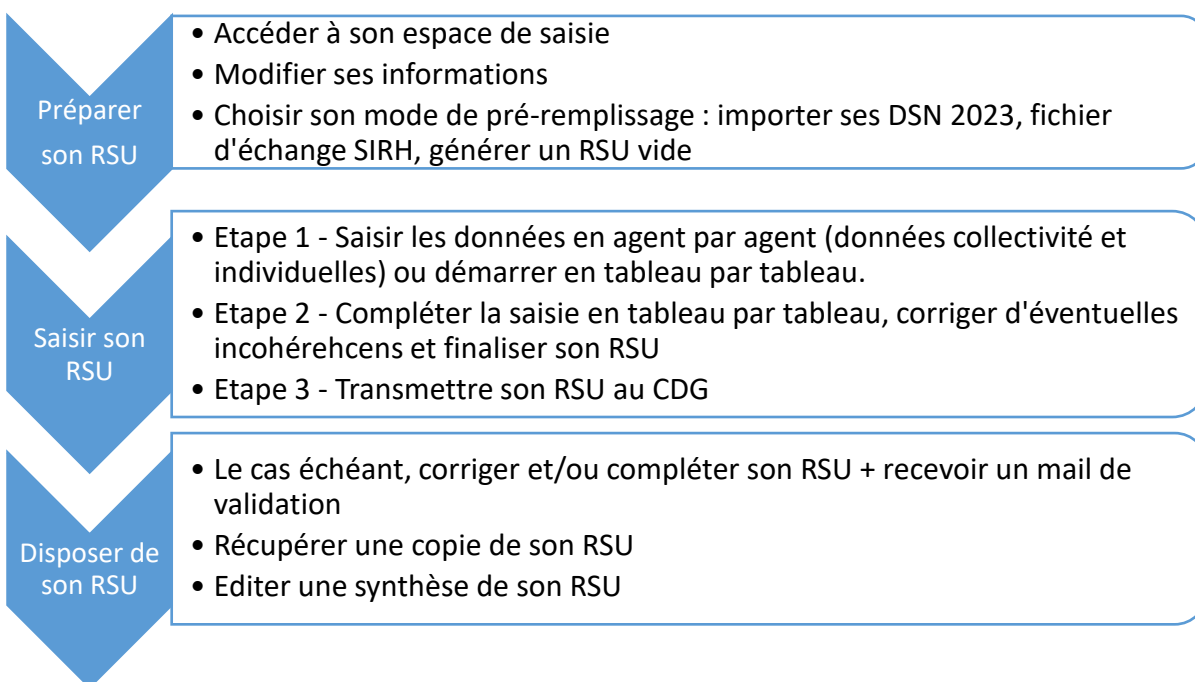 Préparer
son RSU
• Accéder à son espace de saisie
• Modifier ses informations
• Choisir son mode de pré-remplissage : importer ses DSN 2023, fichier
d'échange SIRH, générer un RSU vide
Saisir son
RSU
• Etape 1 - Saisir les données en agent par agent (données collectivité et
individuelles) ou démarrer en tableau par tableau.
• Etape 2 - Compléter la saisie en tableau par tableau, corriger d'éventuelles
incohérehcens et finaliser son RSU
• Etape 3 - Transmettre son RSU au CDG
Disposer de
son RSU
• Le cas échéant, corriger et/ou compléter son RSU + recevoir un mail de
validation
• Récupérer une copie de son RSU
• Editer une synthèse de son RSU